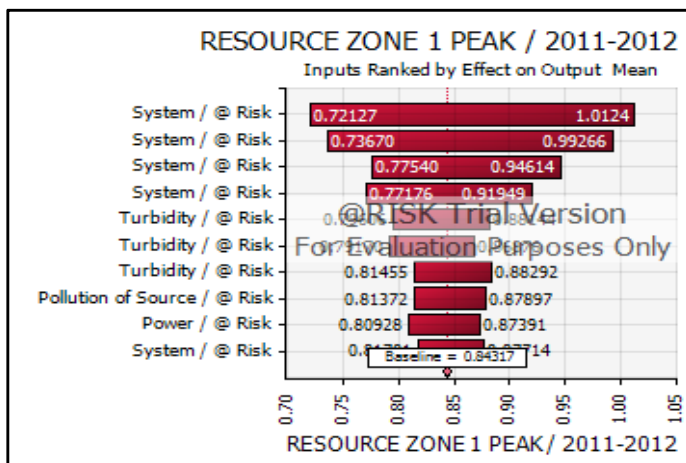 RESOURCE ZONE 1 PEAK / 2011-2012
Inputs Ranked by Effect on Output Mean
System / @ Risk 0.72127 1.0124
System / @ Risk 0.73670 0.99266
System / @ Risk 0.77540 0.94614
System / @ Risk 0.77176 0.91949
Turbidity / @ Risk
@RISK Trial Version
Turbidity / @ Risk
For Evaluation Purposes Only
Turbidity / @ Risk 0.81455 0.88292
Pollution of Source / @ Risk 0.81372 0.87897
Power / @ Risk 0.80928 0.87391
System / @ Risk
Baseline = 0.84317
0.70 0.75 0.80 0.85 0.90 0.95 1.00 1.05
RESOURCE ZONE 1 PEAK / 2011-2012